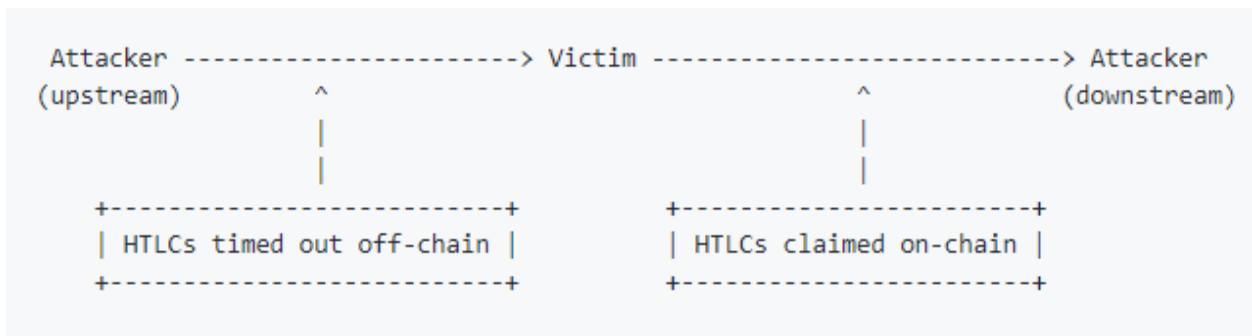 Attacker -----------------------> Victim ----------------------------> Attacker
(upstream) ^ ^ (downstream)
| |
| |
+---------------------------+ +------------------------+
| HTLCs timed out off-chain | | HTLCs claimed on-chain |
+---------------------------+ +------------------------+